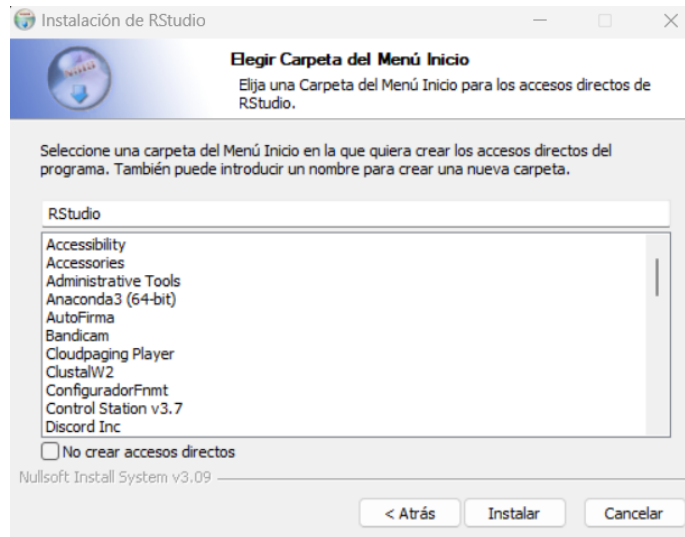 Instalación de RStudio
Elegir Carpeta del Menú Inicio
Elija una Carpeta del Menú Inicio para los accesos directos de
RStudio.
Seleccione una carpeta del Menú Inicio en la que quiera crear los accesos directos del
programa. También puede introducir un nombre para crear una nueva carpeta.
RStudio
Accessibility
Accessories
Administrative Tools
Anaconda3 (64-bit)
AutoFirma
Bandicam
Cloudpaging Player
ClustalW2
ConfiguradorFnmt
Control Station v3.7
Discord Inc
No crear accesos directos
Nullsoft Install System v3.09
< Atrás
Instalar
Cancelar